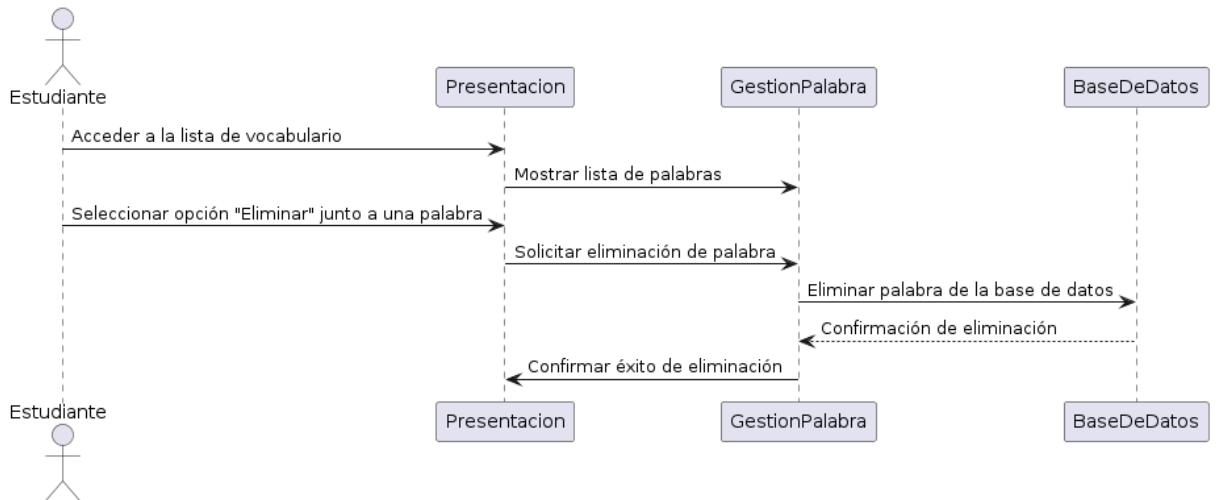 Estudiante
Presentacion
GestionPalabra
BaseDeDatos
Acceder a la lista de vocabulario
Mostrar lista de palabras
Seleccionar opción "Eliminar" junto a una palabra
Solicitar eliminación de palabra
Eliminar palabra de la base de datos
Confirmación de eliminación
Confirmar éxito de eliminación
Estudiante
Presentacion
GestionPalabra
BaseDeDatos